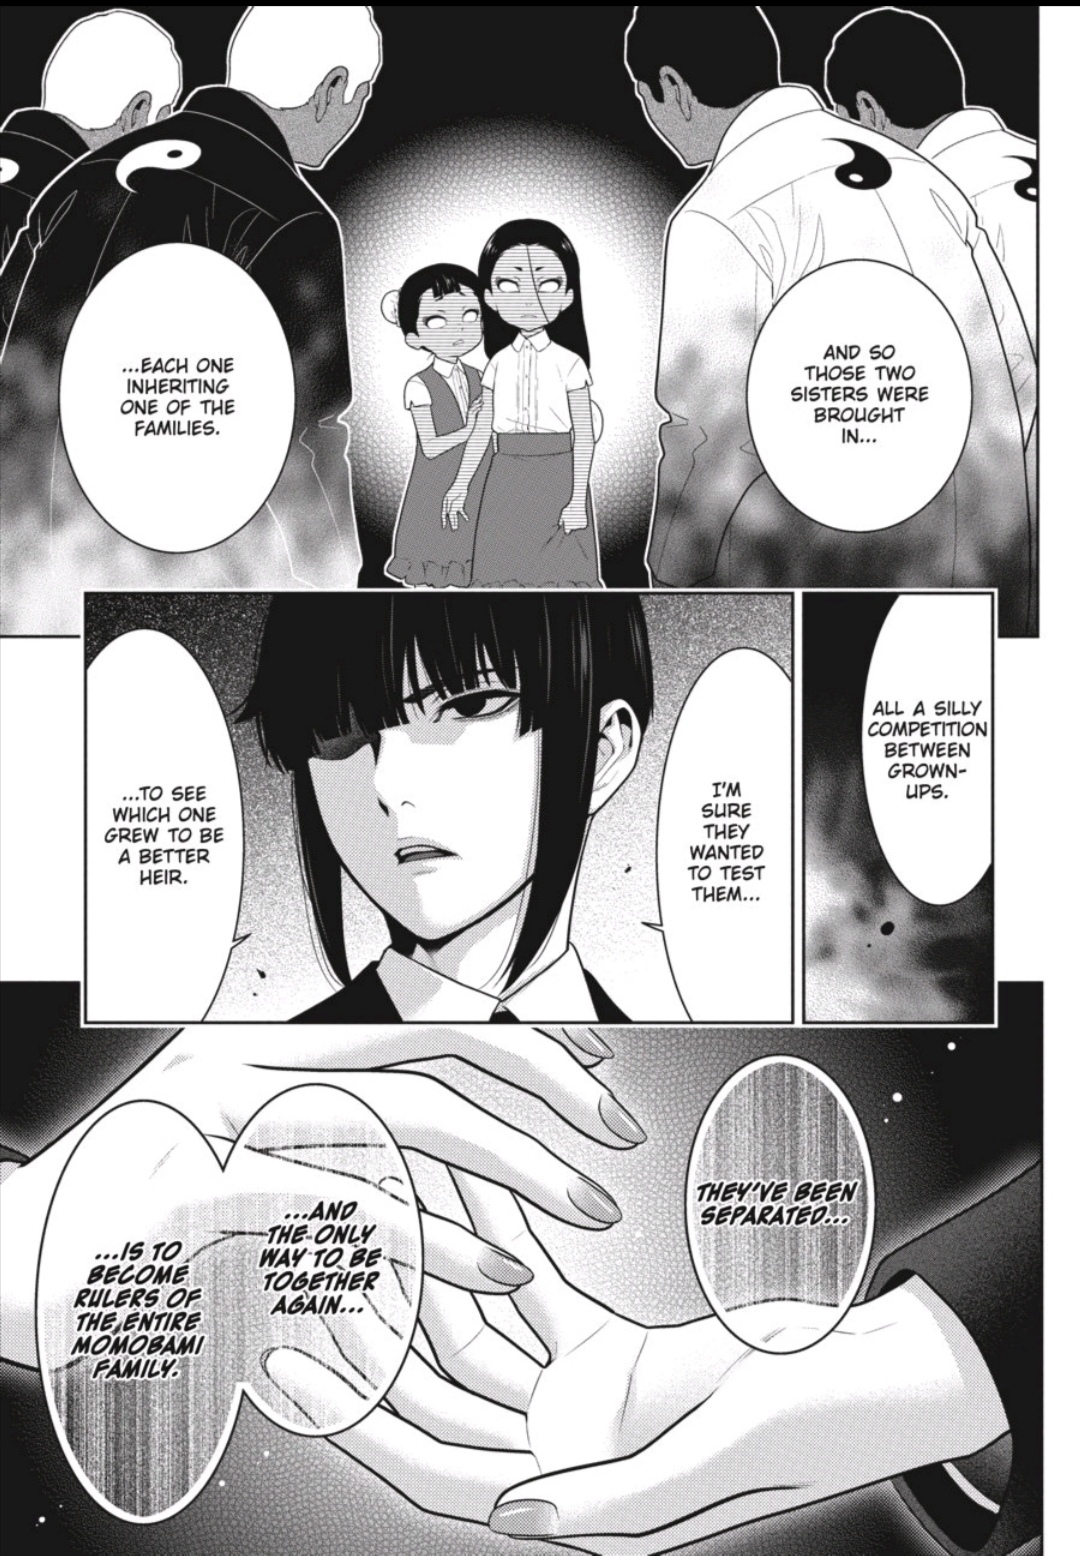 AND SO
THOSE TWO
SISTERS WERE
BROUGHT
IN...
...EACH ONE
INHERITING
ONE OF THE
FAMILIES.
ALL A SILLY
COMPETITION
BETWEEN
GROWN-
UPS.
I'M
SURE
THEY
WANTED
TO TEST
THEM...
...TO SEE
WHICH ONE
GREW TO BE
A BETTER
HEIR.
THEY'VE BEEN
SEPARATED...
...AND
THE ONLY
WAY TO BE
TOGETHER
AGAIN...
...IS TO
BECOME
RULERS OF
THE ENTIRE
MOMOBAMI
FAMILY.